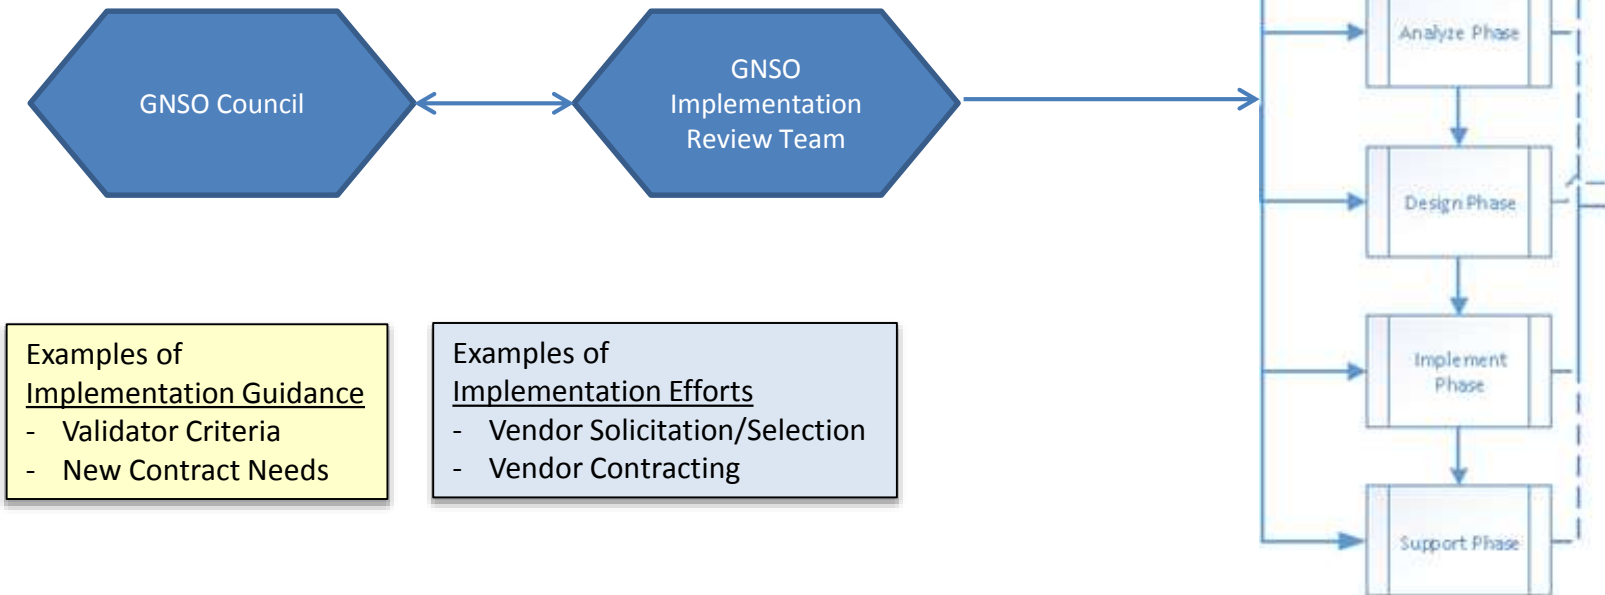 GNSO Council
GNSO
Implementation
Review Team
Analyze Phase
Design Phase
Implement
Phase
Support Phase
Examples of
Implementation Guidance
- Validator Criteria
- New Contract Needs
Examples of
Implementation Efforts
- Vendor Solicitation/Selection
- Vendor Contracting